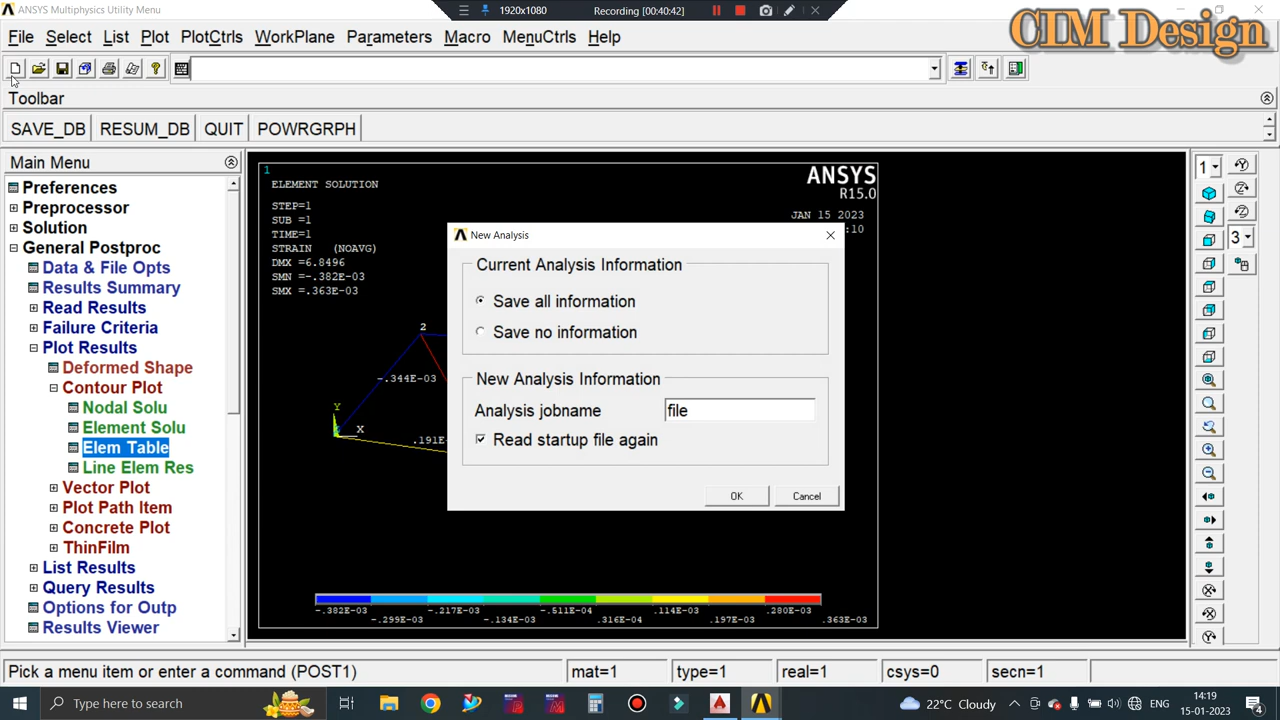 ANSYS Multiphysics Utility Menu
1920x1080
Recording [00:40:42]
CIM Design
File Select List Plot PlotCtrls WorkPlane Parameters Macro MenuCtrls Help
Toolbar
SAVE_DB RESUM_DB QUIT POWRGRPH
Main Menu
Preferences
Preprocessor
Solution
General Postproc
Data & File Opts
Results Summary
Read Results
Failure Criteria
Plot Results
Deformed Shape
Contour Plot
Nodal Solu
Element Solu
Elem Table
Line Elem Res
Vector Plot
Plot Path Item
Concrete Plot
ThinFilm
List Results
Query Results
Options for Outp
Results Viewer
1
ELEMENT SOLUTION
STEP=1
SUB =1
TIME=1
STRAIN (NOAVG)
DMX =6.8496
SMN =-.382E-03
SMX =.363E-03
ANSYS
R15.0
JAN 15 2023
:10
2
-.344E-03
Y
X
.191E-
New Analysis
Current Analysis Information
Save all information
Save no information
New Analysis Information
Analysis jobname file
Read startup file again
OK Cancel
-.382E-03 -.217E-03 -.511E-04 .114E-03 .280E-03
-.299E-03 -.134E-03 .316E-04 .197E-03 .363E-03
1
3
Pick a menu item or enter a command (POST1) mat=1 type=1 real=1 csys=0 secn=1
Type here to search
22°C Cloudy
ENG
14:19
15-01-2023
4